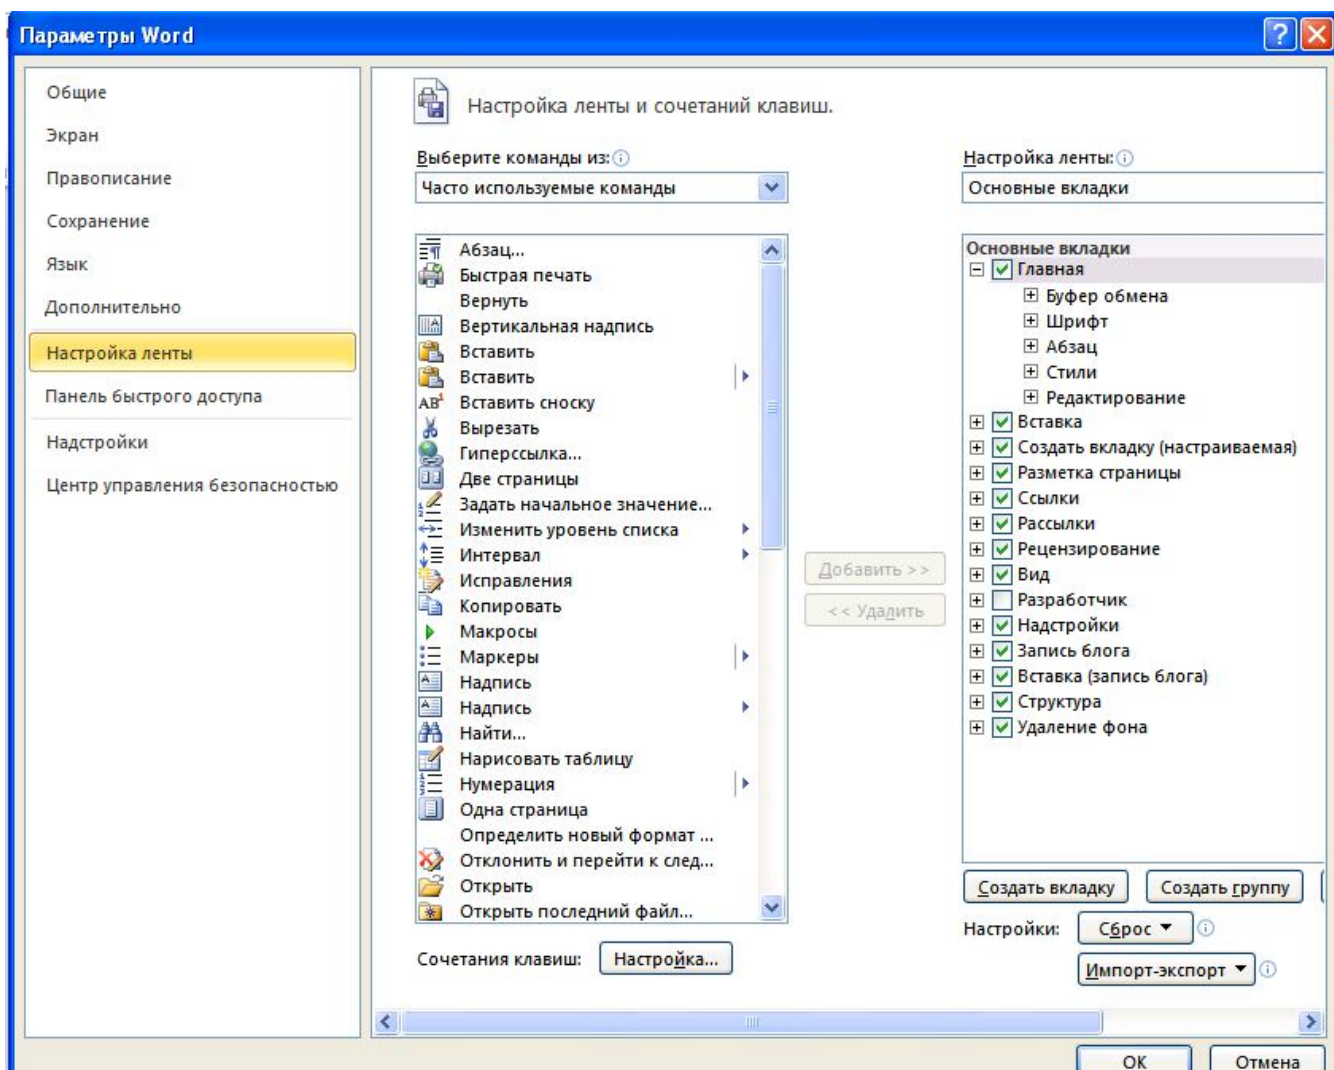 Параметры Word
Общие
Экран
Правописание
Сохранение
Язык
Дополнительно
Настройка ленты
Панель быстрого доступа
Надстройки
Центр управления безопасностью
Настройка ленты и сочетаний клавиш.
Выберите команды из:
Часто используемые команды
Абзац...
Быстрая печать
Вернуть
Вертикальная надпись
Вставить
Вставить
Вставить сноску
Вырезать
Гиперссылка...
Две страницы
Задать начальное значение...
Изменить уровень списка
Интервал
Исправления
Копировать
Макросы
Маркеры
Надпись
Надпись
Найти...
Нарисовать таблицу
Нумерация
Одна страница
Определить новый формат ...
Отклонить и перейти к след...
Открыть
Открыть последний файл...
Сочетания клавиш: Настройка...
Добавить >>
<< Удалить
Настройка ленты:
Основные вкладки
Основные вкладки
Главная
Буфер обмена
Шрифт
Абзац
Стили
Редактирование
Вставка
Создать вкладку (настраиваемая)
Разметка страницы
Ссылки
Рассылки
Рецензирование
Вид
Разработчик
Надстройки
Запись блога
Вставка (запись блога)
Структура
Удаление фона
Создать вкладку Создать группу
Настройки: Сброс
Импорт-экспорт
ОК Отмена